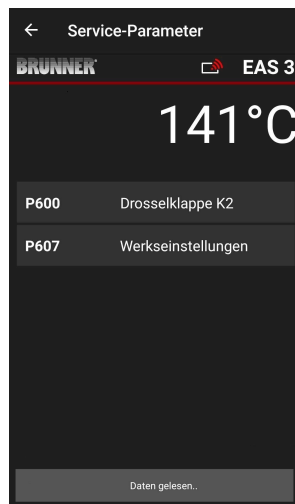 Service-Parameter
BRUNNER EAS 3
141°C
P600 Drosselklappe K2
P607 Werkseinstellungen
Daten gelesen..